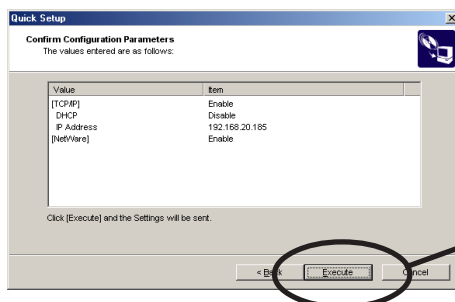 Quick Setup
Confirm Configuration Parameters
The values entered are as follows:
Value Item
[TCP/IP] Enable
DHCP Disable
IP Address 192.168.20.185
[NetWare] Enable
Click [Execute] and the Settings will be sent.
< Back Execute Cancel